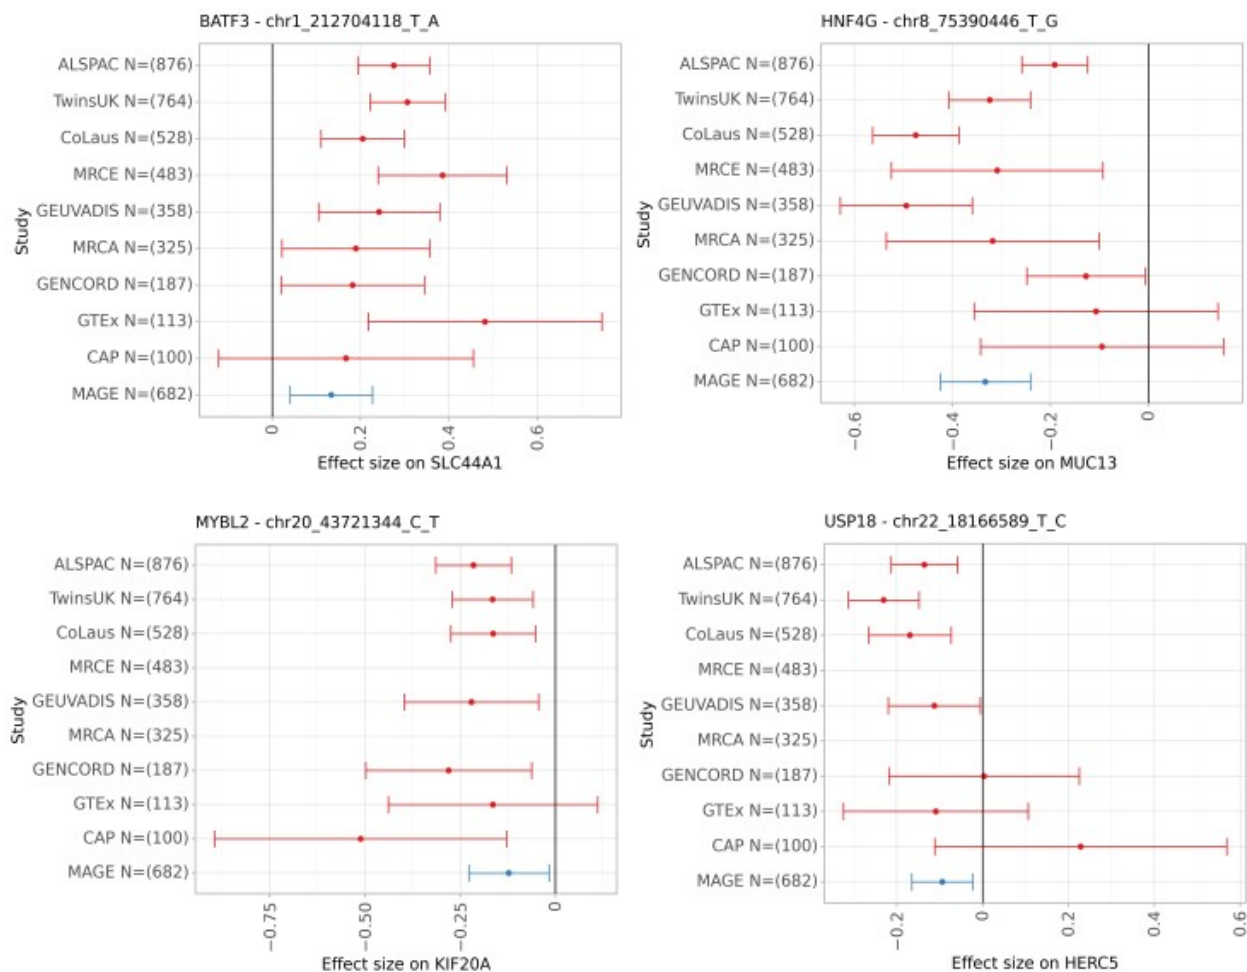 BATF3 - chr1_212704118_T_A
ALSPAC N=(876)
TwinsUK N=(764)
CoLaus N=(528)
MRCE N=(483)
GEUVADIS N=(358)
MRCA N=(325)
GENCORD N=(187)
GTEx N=(113)
CAP N=(100)
MAGE N=(682)
Study
0 0.2 0.4 0.6
Effect size on SLC44A1
HNF4G - chr8_75390446_T_G
ALSPAC N=(876)
TwinsUK N=(764)
CoLaus N=(528)
MRCE N=(483)
GEUVADIS N=(358)
MRCA N=(325)
GENCORD N=(187)
GTEx N=(113)
CAP N=(100)
MAGE N=(682)
Study
−0.6 −0.4 −0.2 0
Effect size on MUC13
MYBL2 - chr20_43721344_C_T
ALSPAC N=(876)
TwinsUK N=(764)
CoLaus N=(528)
MRCE N=(483)
GEUVADIS N=(358)
MRCA N=(325)
GENCORD N=(187)
GTEx N=(113)
CAP N=(100)
MAGE N=(682)
Study
−0.75 −0.50 −0.25 0
Effect size on KIF20A
USP18 - chr22_18166589_T_C
ALSPAC N=(876)
TwinsUK N=(764)
CoLaus N=(528)
MRCE N=(483)
GEUVADIS N=(358)
MRCA N=(325)
GENCORD N=(187)
GTEx N=(113)
CAP N=(100)
MAGE N=(682)
Study
−0.2 0 0.2 0.4 0.6
Effect size on HERC5